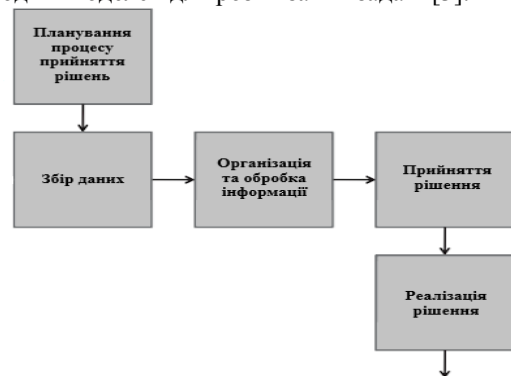 Планування
процесу
прийняття
рішень
Збір даних
Організація
та обробка
інформації
Прийняття
рішення
Реалізація
рішення